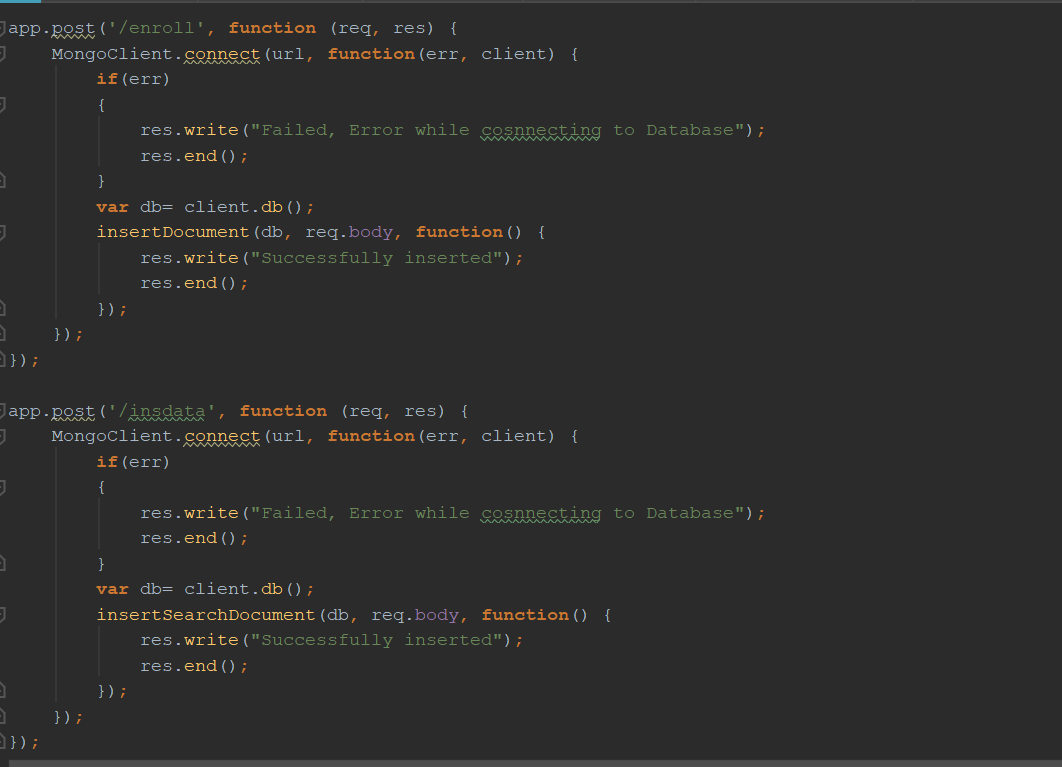 app.post('/enroll', function (req, res) {
    MongoClient.connect(url, function(err, client) {
        if(err)
        {
            res.write("Failed, Error while cosnnecting to Database");
            res.end();
        }
        var db= client.db();
        insertDocument(db, req.body, function() {
            res.write("Successfully inserted");
            res.end();
        });
    });
});

app.post('/insdata', function (req, res) {
    MongoClient.connect(url, function(err, client) {
        if(err)
        {
            res.write("Failed, Error while cosnnecting to Database");
            res.end();
        }
        var db= client.db();
        insertSearchDocument(db, req.body, function() {
            res.write("Successfully inserted");
            res.end();
        });
    });
});